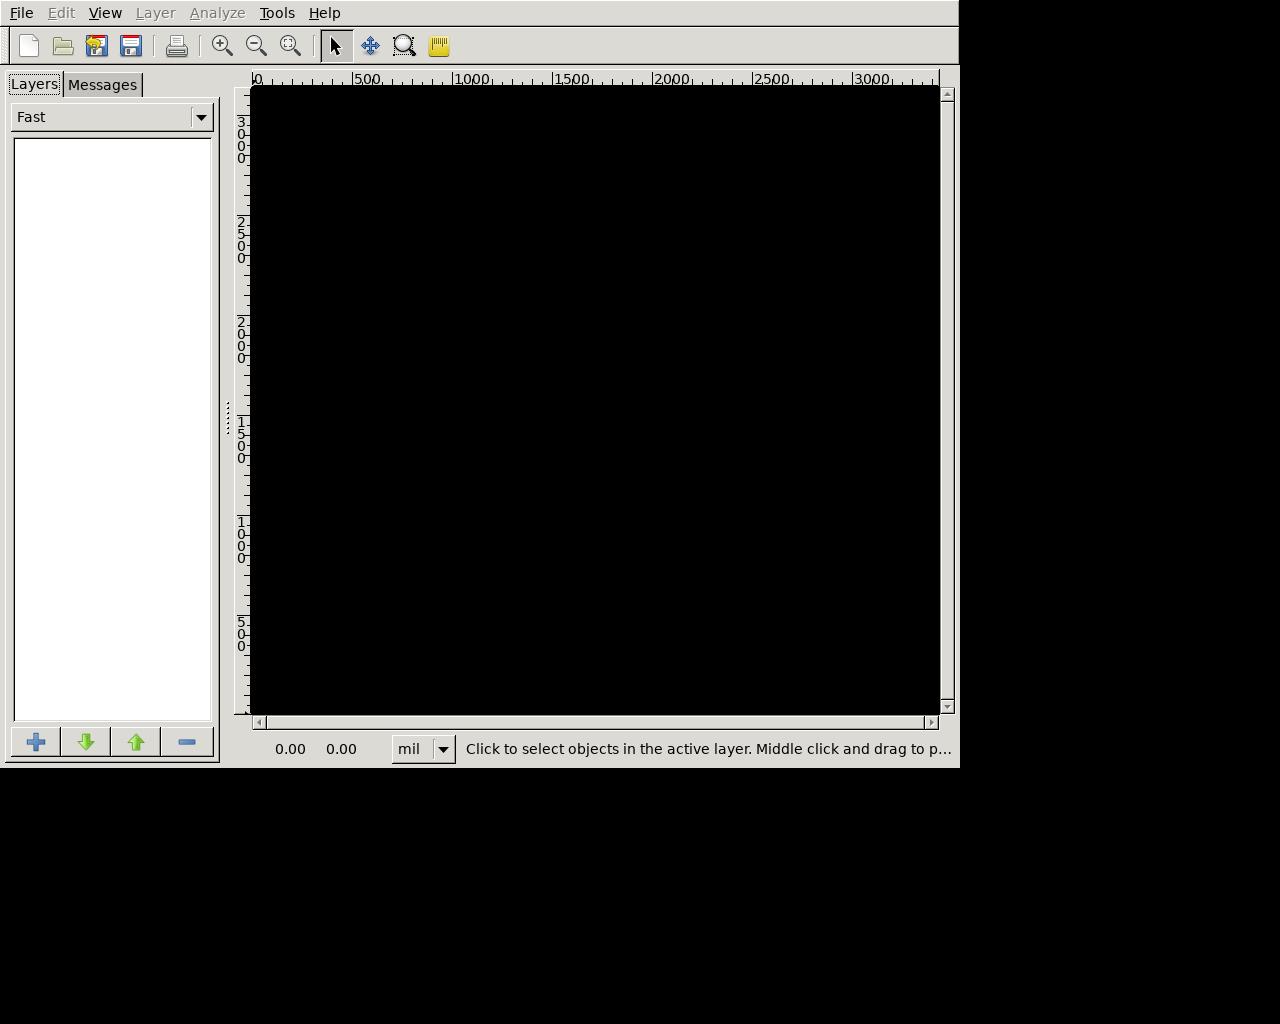 File Edit View Layer Analyze Tools Help
Layers Messages
Fast
0 500 1000 1500 2000 2500 3000
3000
2500
2000
1500
1000
500
0.00 0.00 mil Click to select objects in the active layer. Middle click and drag to p...